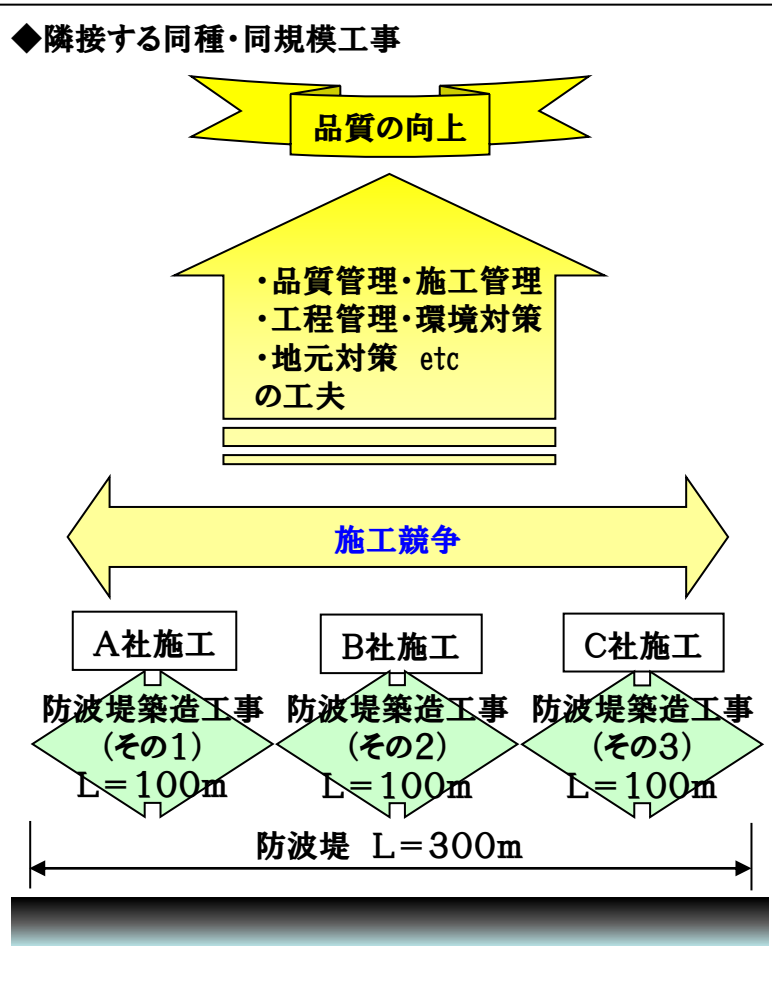 ◆隣接する同種・同規模工事
品質の向上
・品質管理・施工管理
・工程管理・環境対策
・地元対策 etc
の工夫
施工競争
A社施工
B社施工
C社施工
防波堤築造工事
(その1)
L=100m
防波堤築造工事
(その2)
L=100m
防波堤築造工事
(その3)
L=100m
防波堤 L=300m